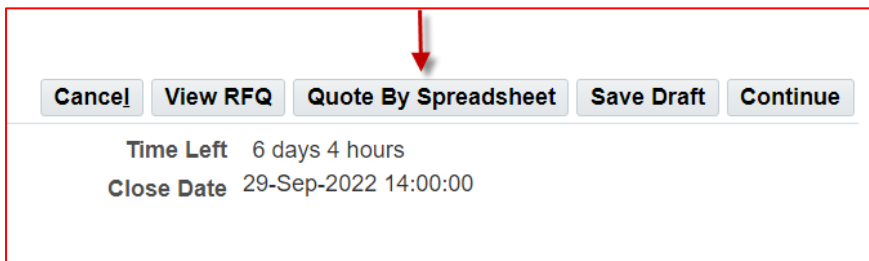 Cancel View RFQ Quote By Spreadsheet Save Draft Continue
Time Left 6 days 4 hours
Close Date 29-Sep-2022 14:00:00